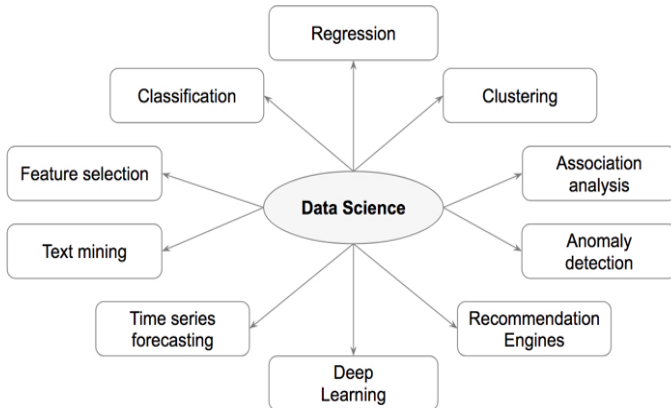 Regression
Classification
Clustering
Feature selection
Association
analysis
Data Science
Text mining
Anomaly
detection
Time series
forecasting
Recommendation
Engines
Deep
Learning